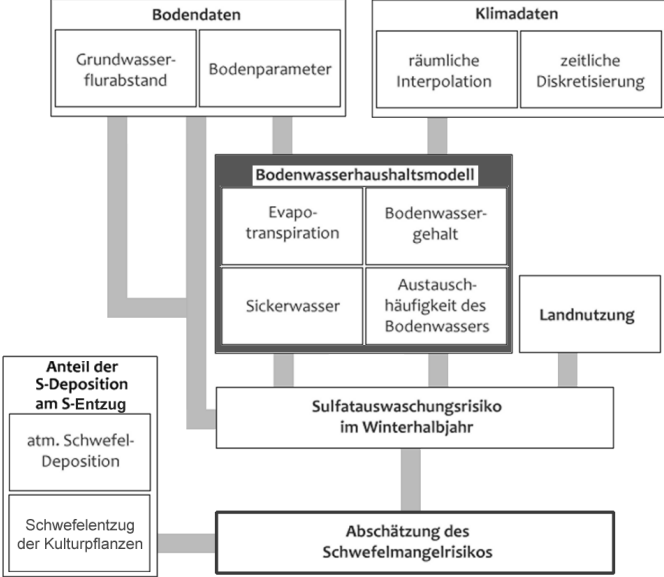 Bodendaten
Grundwasser-
flurabstand
Bodenparameter
Klimadaten
räumliche
Interpolation
zeitliche
Diskretisierung
Bodenwasserhaushaltsmodell
Evapo-
transpiration
Bodenwasser-
gehalt
Sickerwasser
Austausch-
häufigkeit des
Bodenwassers
Landnutzung
Anteil der
S-Deposition
am S-Entzug
atm. Schwefel-
Deposition
Schwefelentzug
der Kulturpflanzen
Sulfatauswaschungsrisiko
im Winterhalbjahr
Abschätzung des
Schwefelmangelrisikos